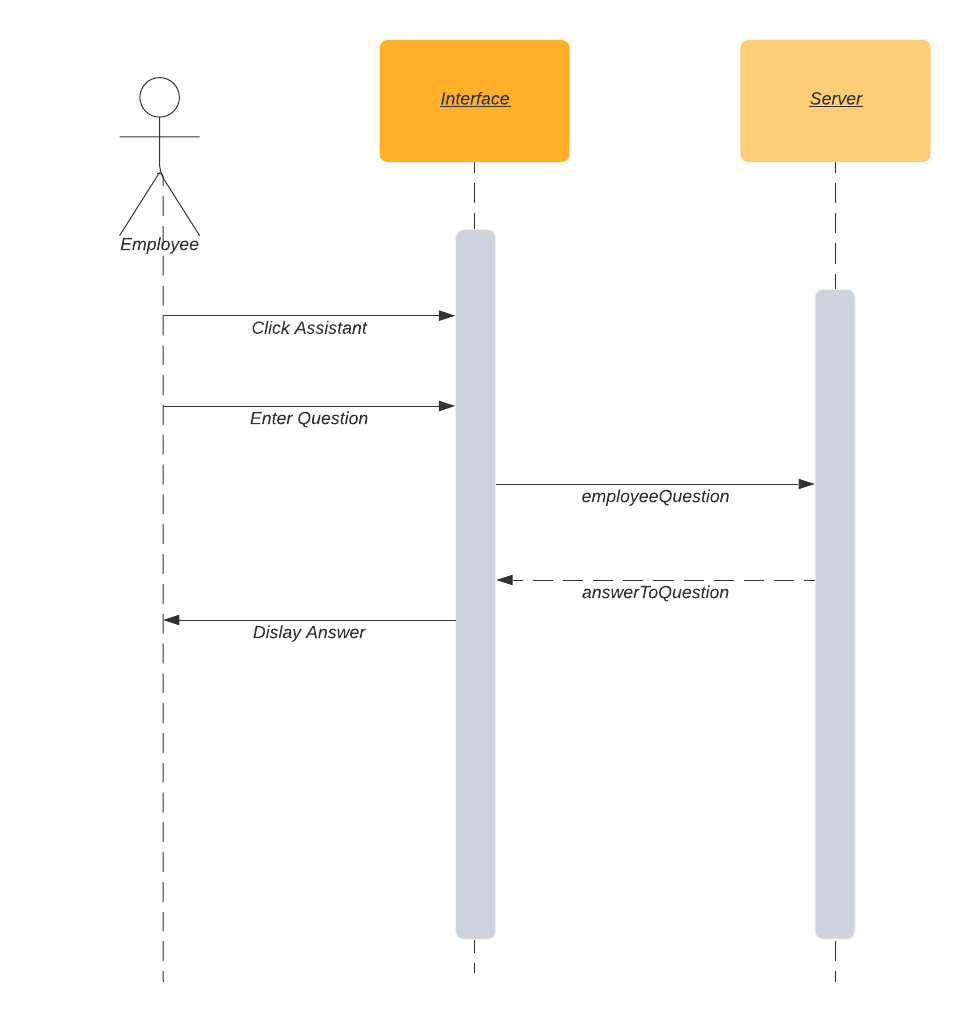 Interface
Server
Employee
Click Assistant
Enter Question
employeeQuestion
answerToQuestion
Dislay Answer